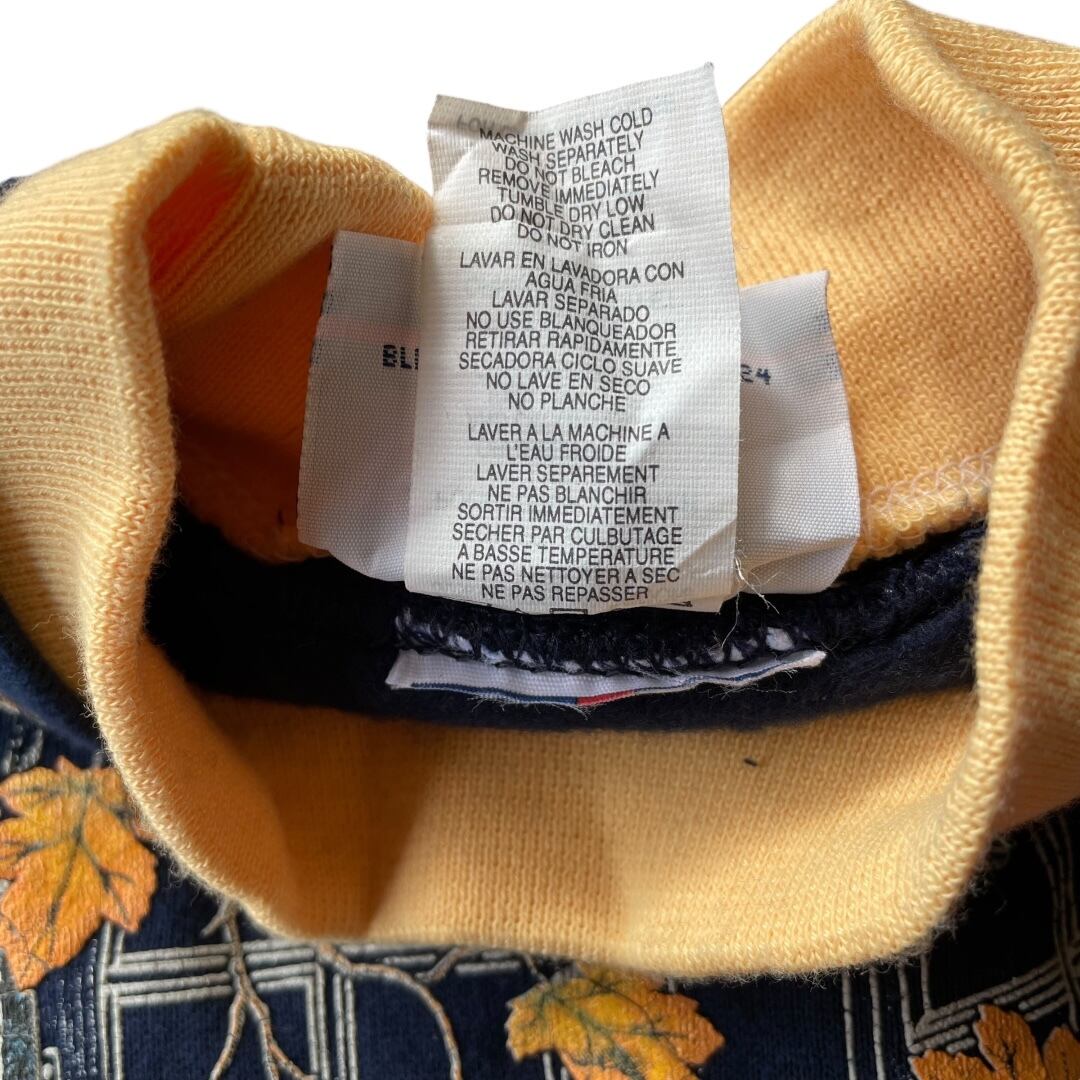 MACHINE WASH COLD
WASH SEPARATELY
DO NOT BLEACH
REMOVE IMMEDIATELY
TUMBLE DRY LOW
DO NOT DRY CLEAN
DO NOT IRON
LAVAR EN LAVADORA CON
AGUA FRIA
LAVAR SEPARADO
NO USE BLANQUEADOR
RETIRAR RAPIDAMENTE
SECADORA CICLO SUAVE
NO LAVE EN SECO
NO PLANCHE
LAVER A LA MACHINE A
L'EAU FROIDE
LAVER SEPAREMENT
NE PAS BLANCHIR
SORTIR IMMEDIATEMENT
SECHER PAR CULBUTAGE
A BASSE TEMPERATURE
NE PAS NETTOYER A SEC
NE PAS REPASSER